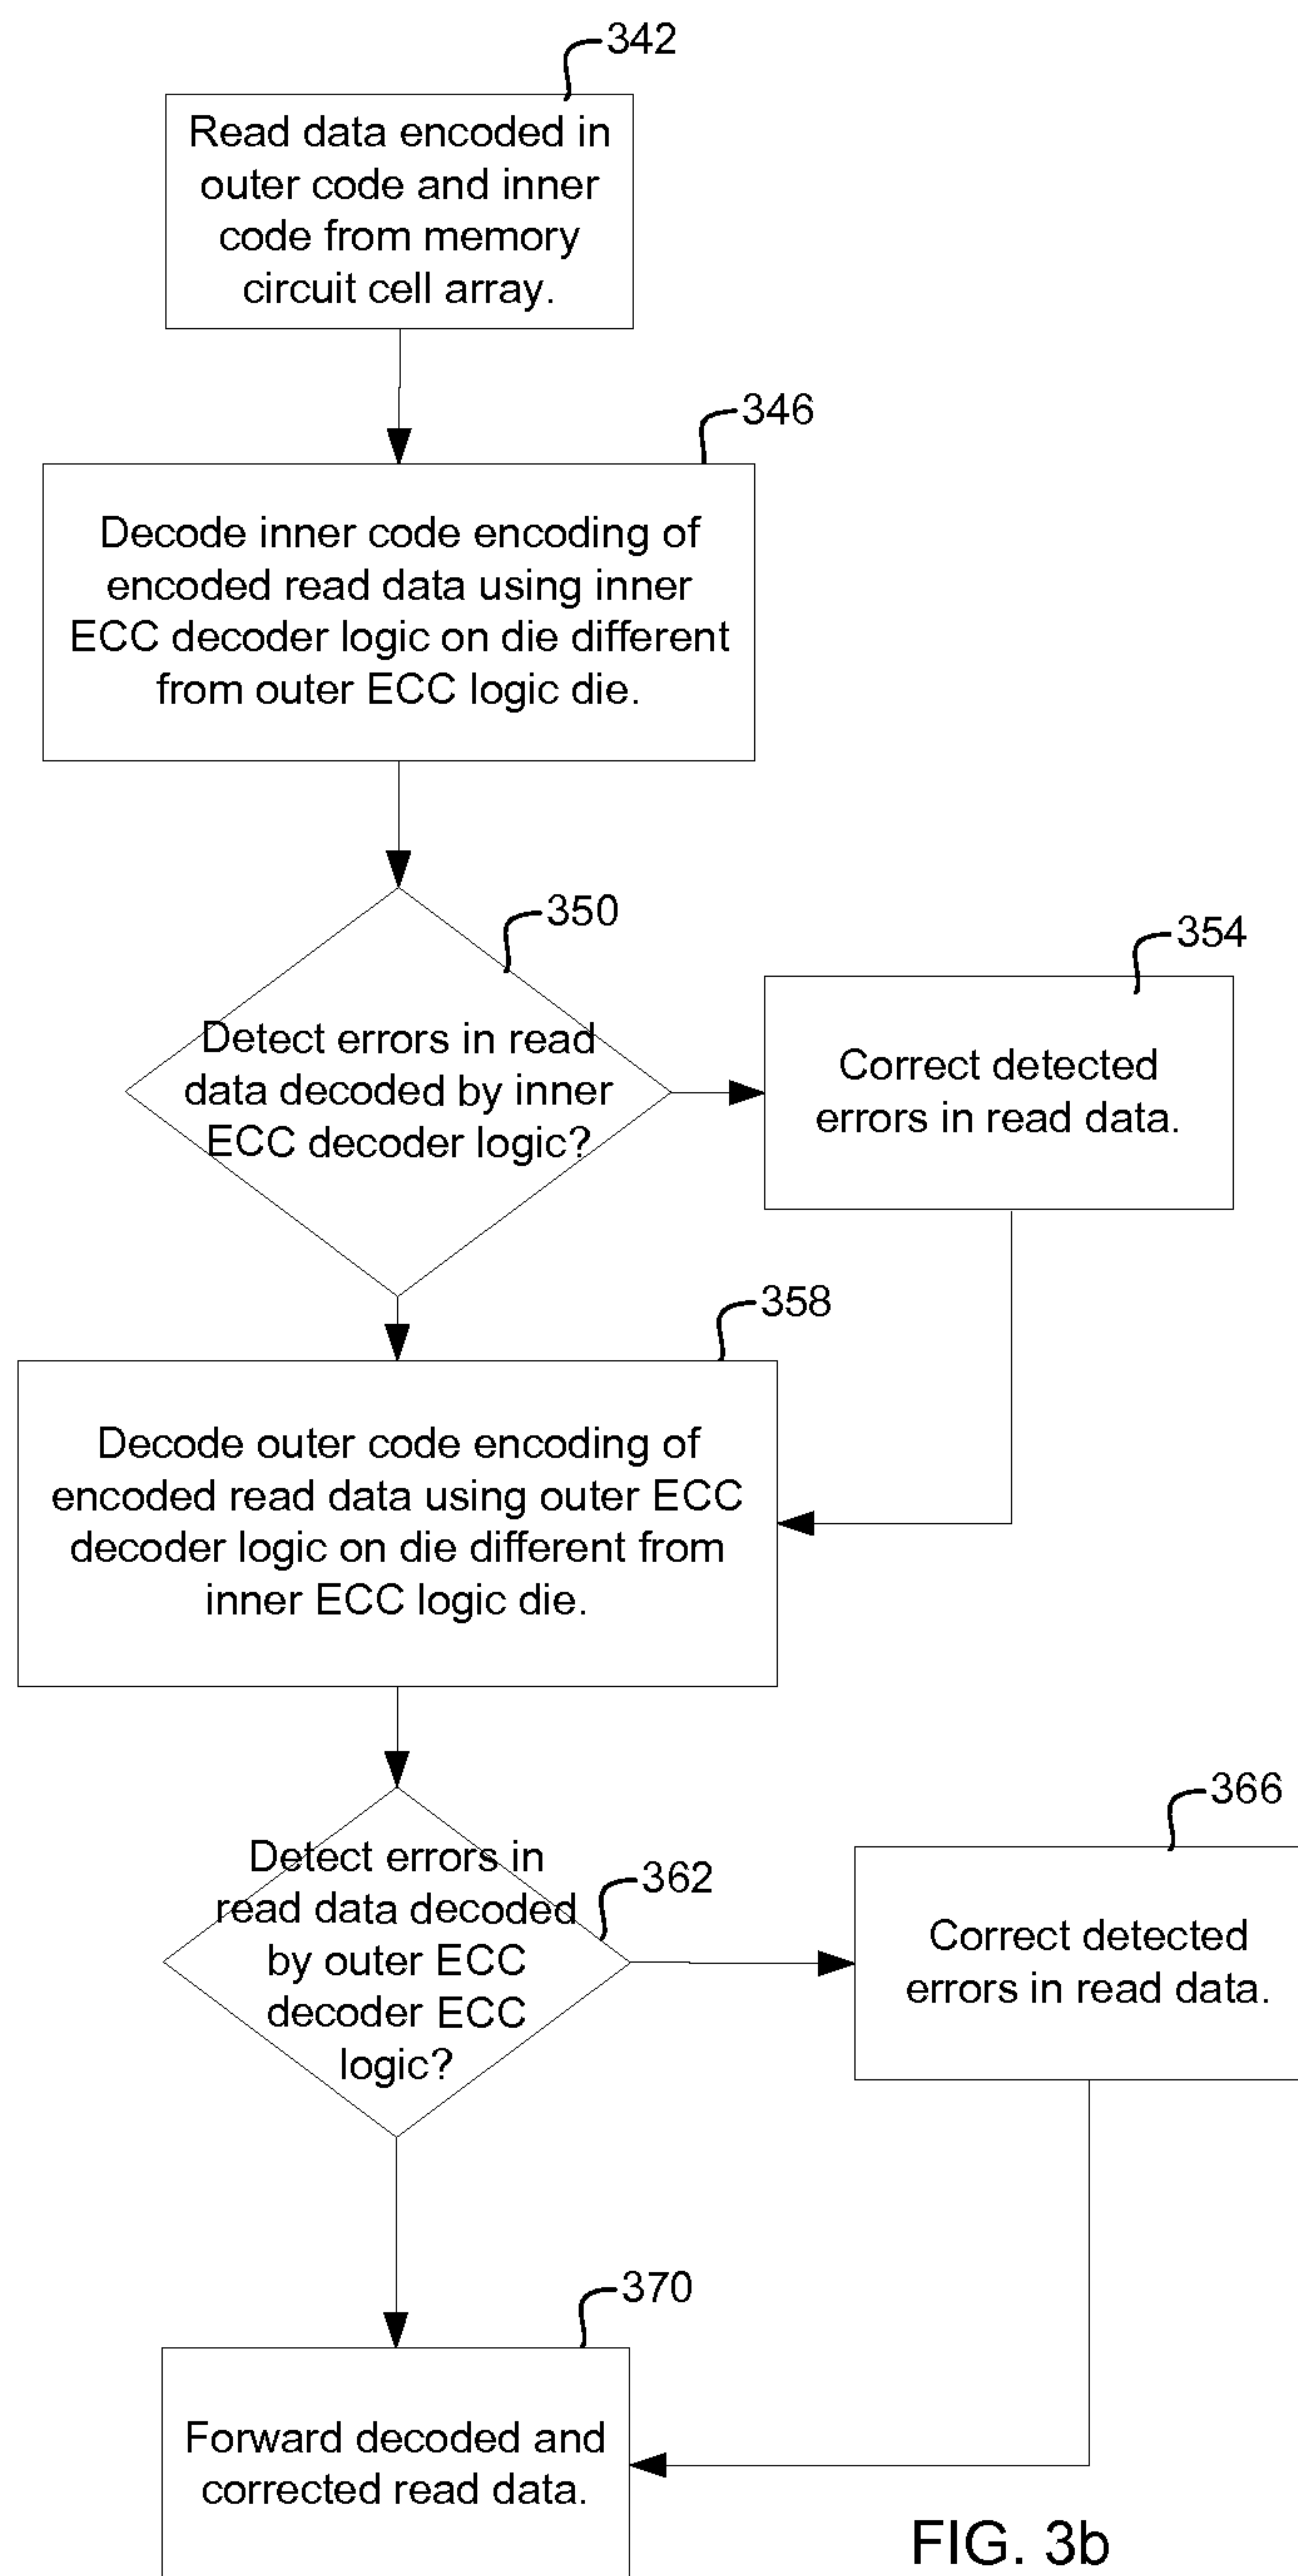 342
Read data encoded in
outer code and inner
code from memory
circuit cell array.
346
Decode inner code encoding of
encoded read data using inner
ECC decoder logic on die different
from outer ECC logic die.
350
Detect errors in read
data decoded by inner
ECC decoder logic?
354
Correct detected
errors in read data.
358
Decode outer code encoding of
encoded read data using outer ECC
decoder logic on die different from
inner ECC logic die.
362
Detect errors in
read data decoded
by outer ECC
decoder ECC
logic?
366
Correct detected
errors in read data.
370
Forward decoded and
corrected read data.
FIG. 3b